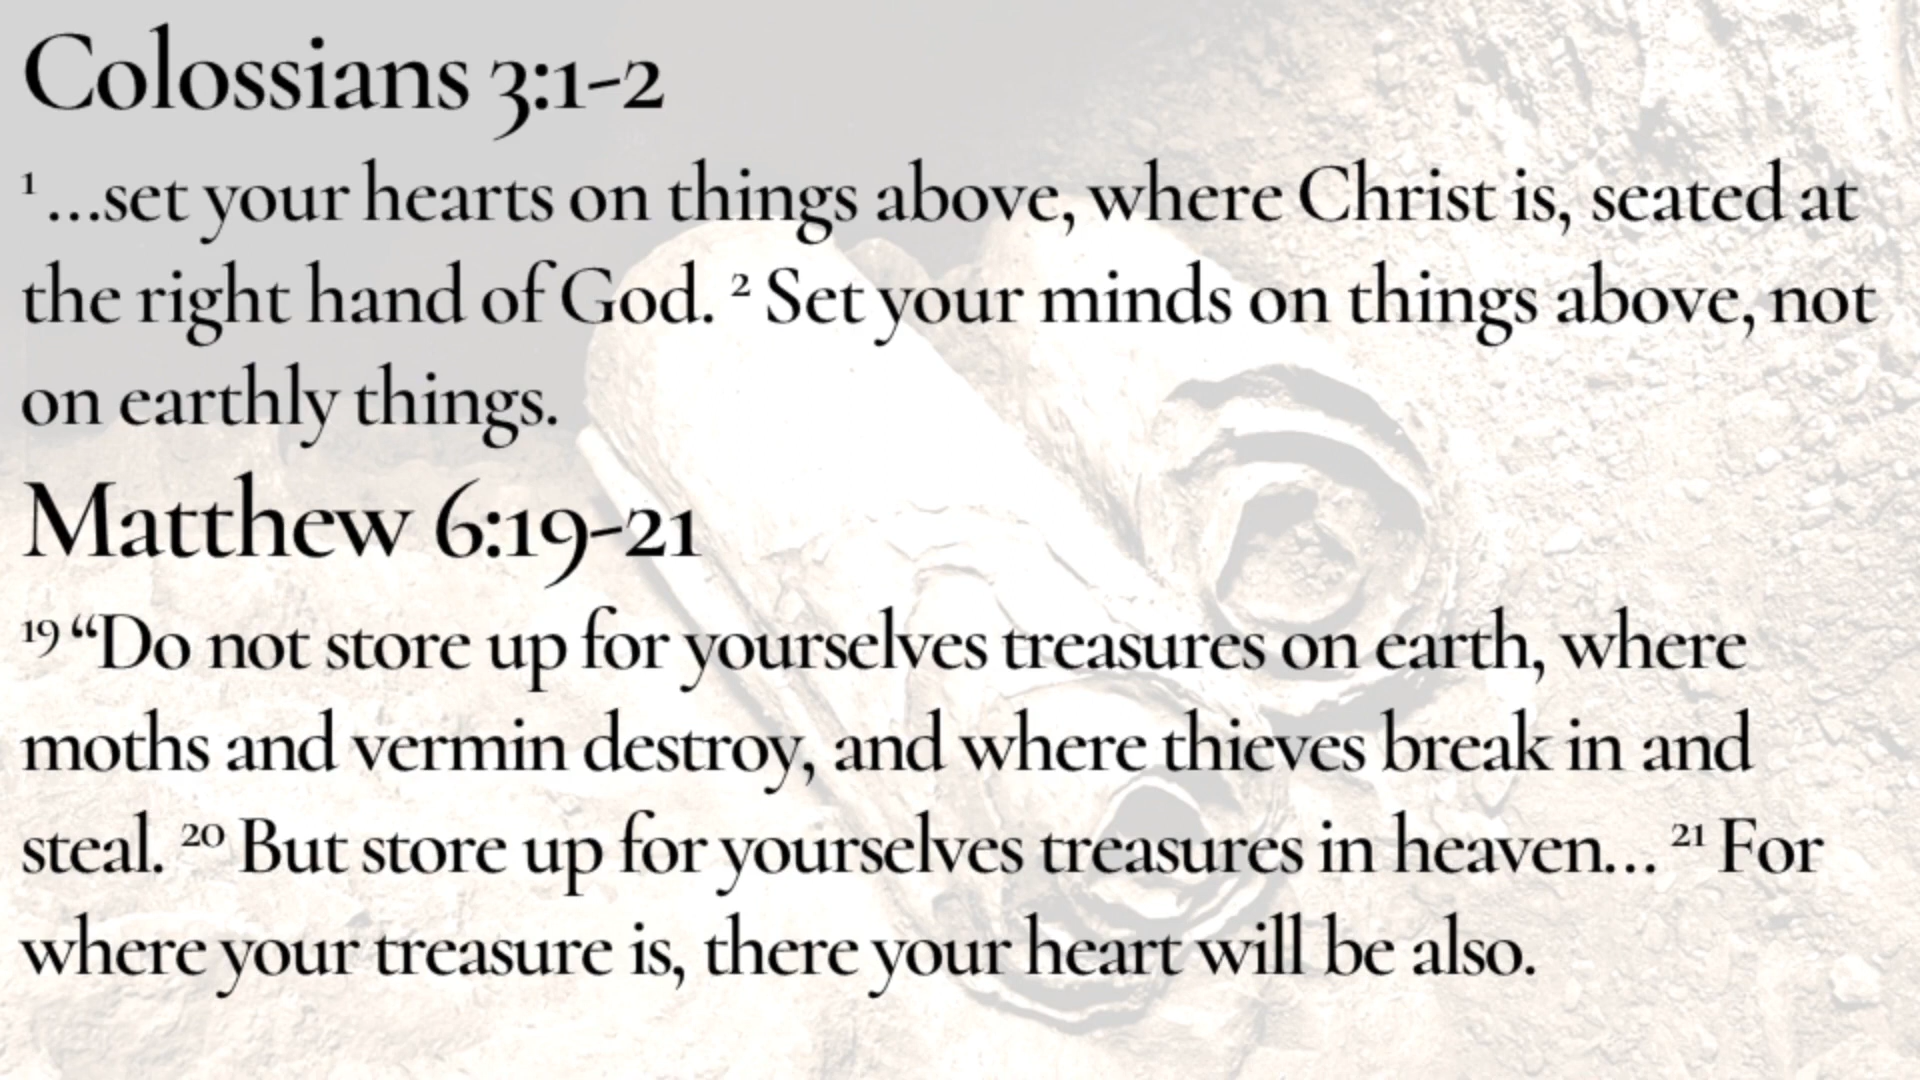 Colossians 3:1-2
1 ...set your hearts on things above, where Christ is, seated at
the right hand of God. 2 Set your minds on things above, not
on earthly things.
Matthew 6:19-21
19 “Do not store up for yourselves treasures on earth, where
moths and vermin destroy, and where thieves break in and
steal. 20 But store up for yourselves treasures in heaven... 21 For
where your treasure is, there your heart will be also.